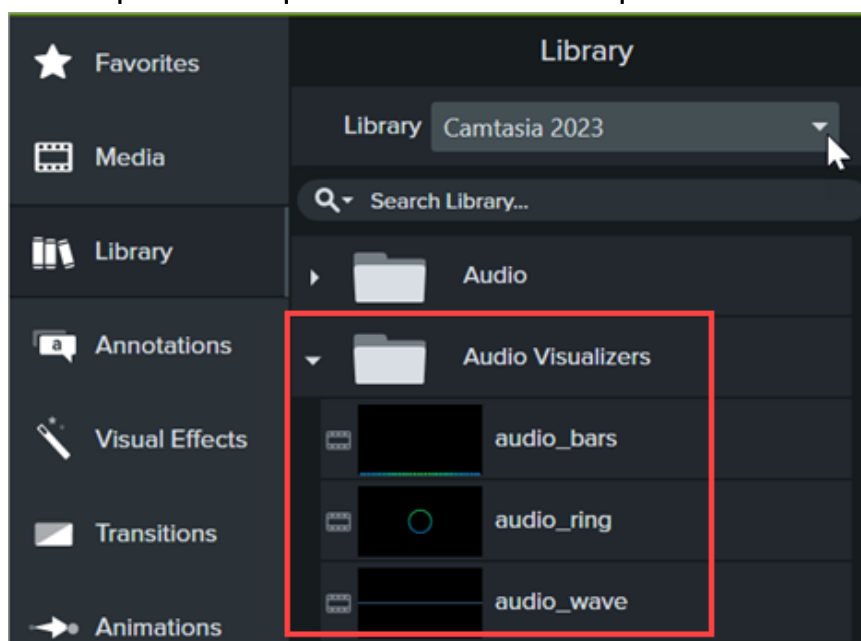 Favorites
Media
Library
Annotations
Visual Effects
Transitions
Animations
Library
Library Camtasia 2023
Search Library...
Audio
Audio Visualizers
audio_bars
audio_ring
audio_wave